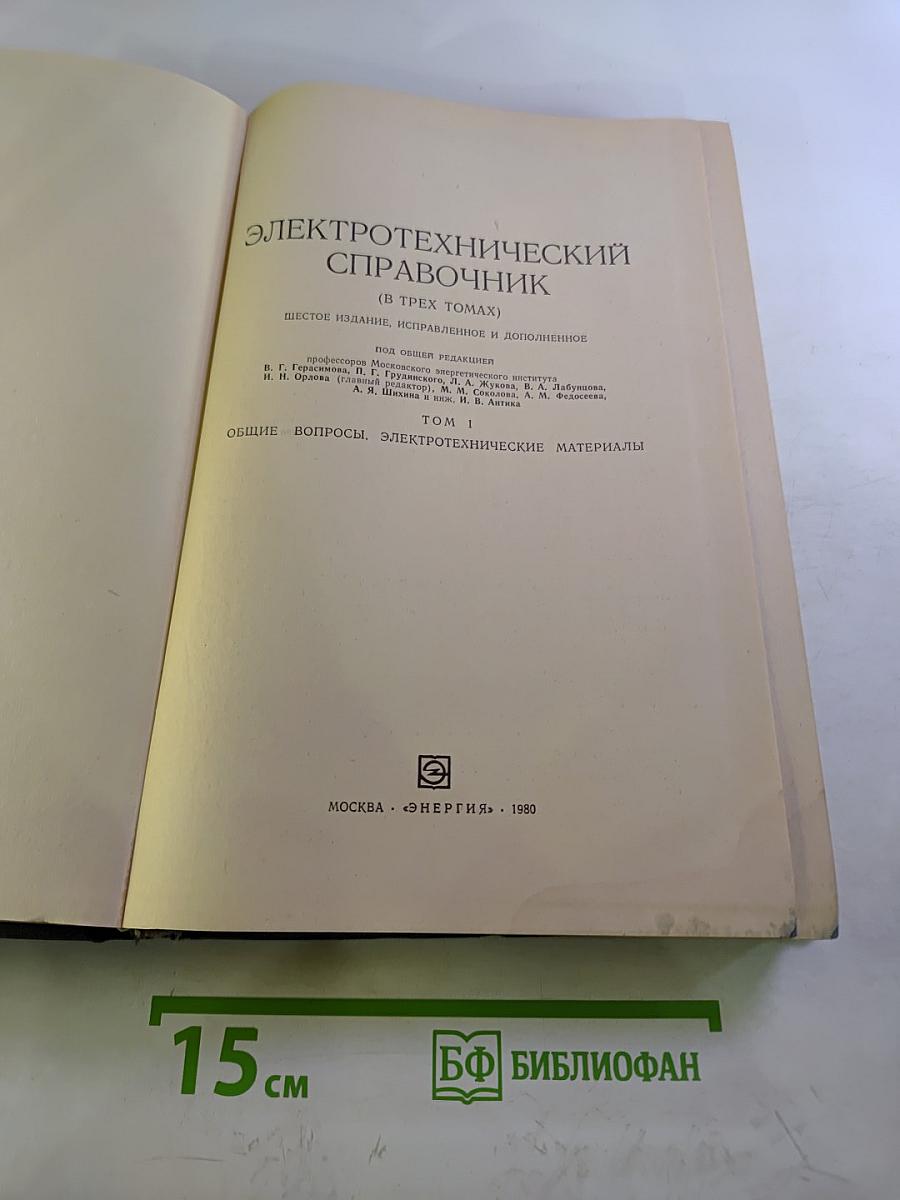 ЭЛЕКТРОТЕХНИЧЕСКИЙ
СПРАВОЧНИК
(В ТРЕХ ТОМАХ)
ШЕСТОЕ ИЗДАНИЕ, ИСПРАВЛЕННОЕ И ДОПОЛНЕННОЕ
ПОД ОБЩЕЙ РЕДАКЦИЕЙ
профессоров Московского энергетического института
В. Г. Герасимова, П. Г. Грудинского, Л. А. Жукова, В. А. Лабунцова,
И. Н. Орлова (главный редактор), М. М. Соколова, А. М. Федосеева,
А. Я. Шихина и инж. И. В. Антика
ТОМ 1
ОБЩИЕ ВОПРОСЫ. ЭЛЕКТРОТЕХНИЧЕСКИЕ МАТЕРИАЛЫ
МОСКВА · «ЭНЕРГИЯ» · 1980
15 см
БФ БИБЛИОФАН